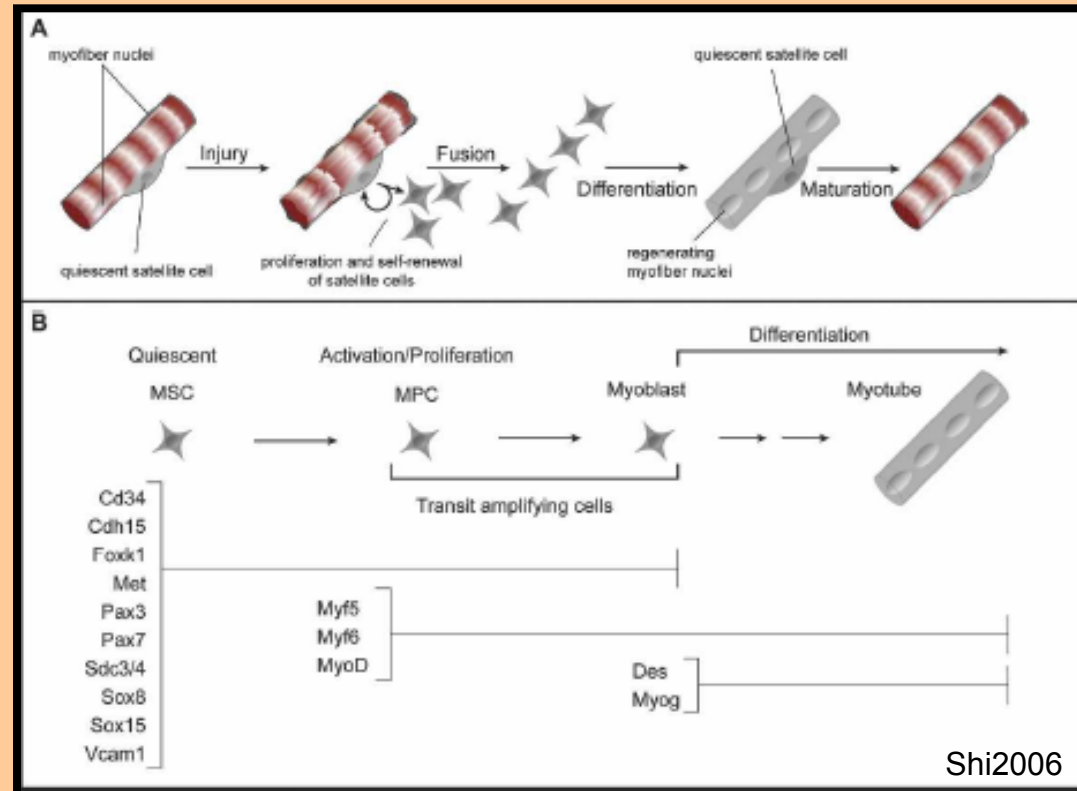 A
myofiber nuclei
quiescent satellite cell
Injury
Fusion
Differentiation
Maturation
quiescent satellite cell
proliferation and self-renewal
of satellite cells
regenerating
myofiber nuclei
B
Differentiation
Quiescent
Activation/Proliferation
MSC
MPC
Myoblast
Myotube
Transit amplifying cells
Cd34
Cdh15
Foxk1
Met
Pax3
Pax7
Sdc3/4
Sox8
Sox15
Vcam1
Myf5
Myf6
MyoD
Des
Myog
Shi2006